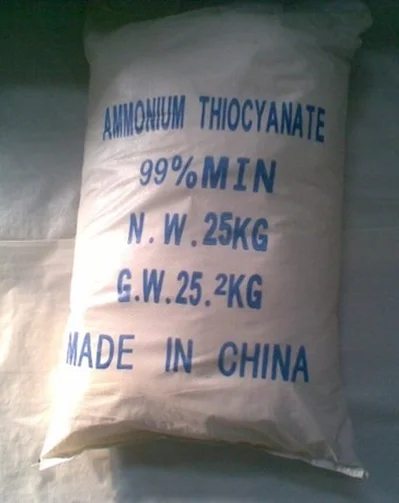 AMMONIUM THIOCYANATE
99%MIN
N.W.25KG
G.W.25.2KG
MADE IN CHINA